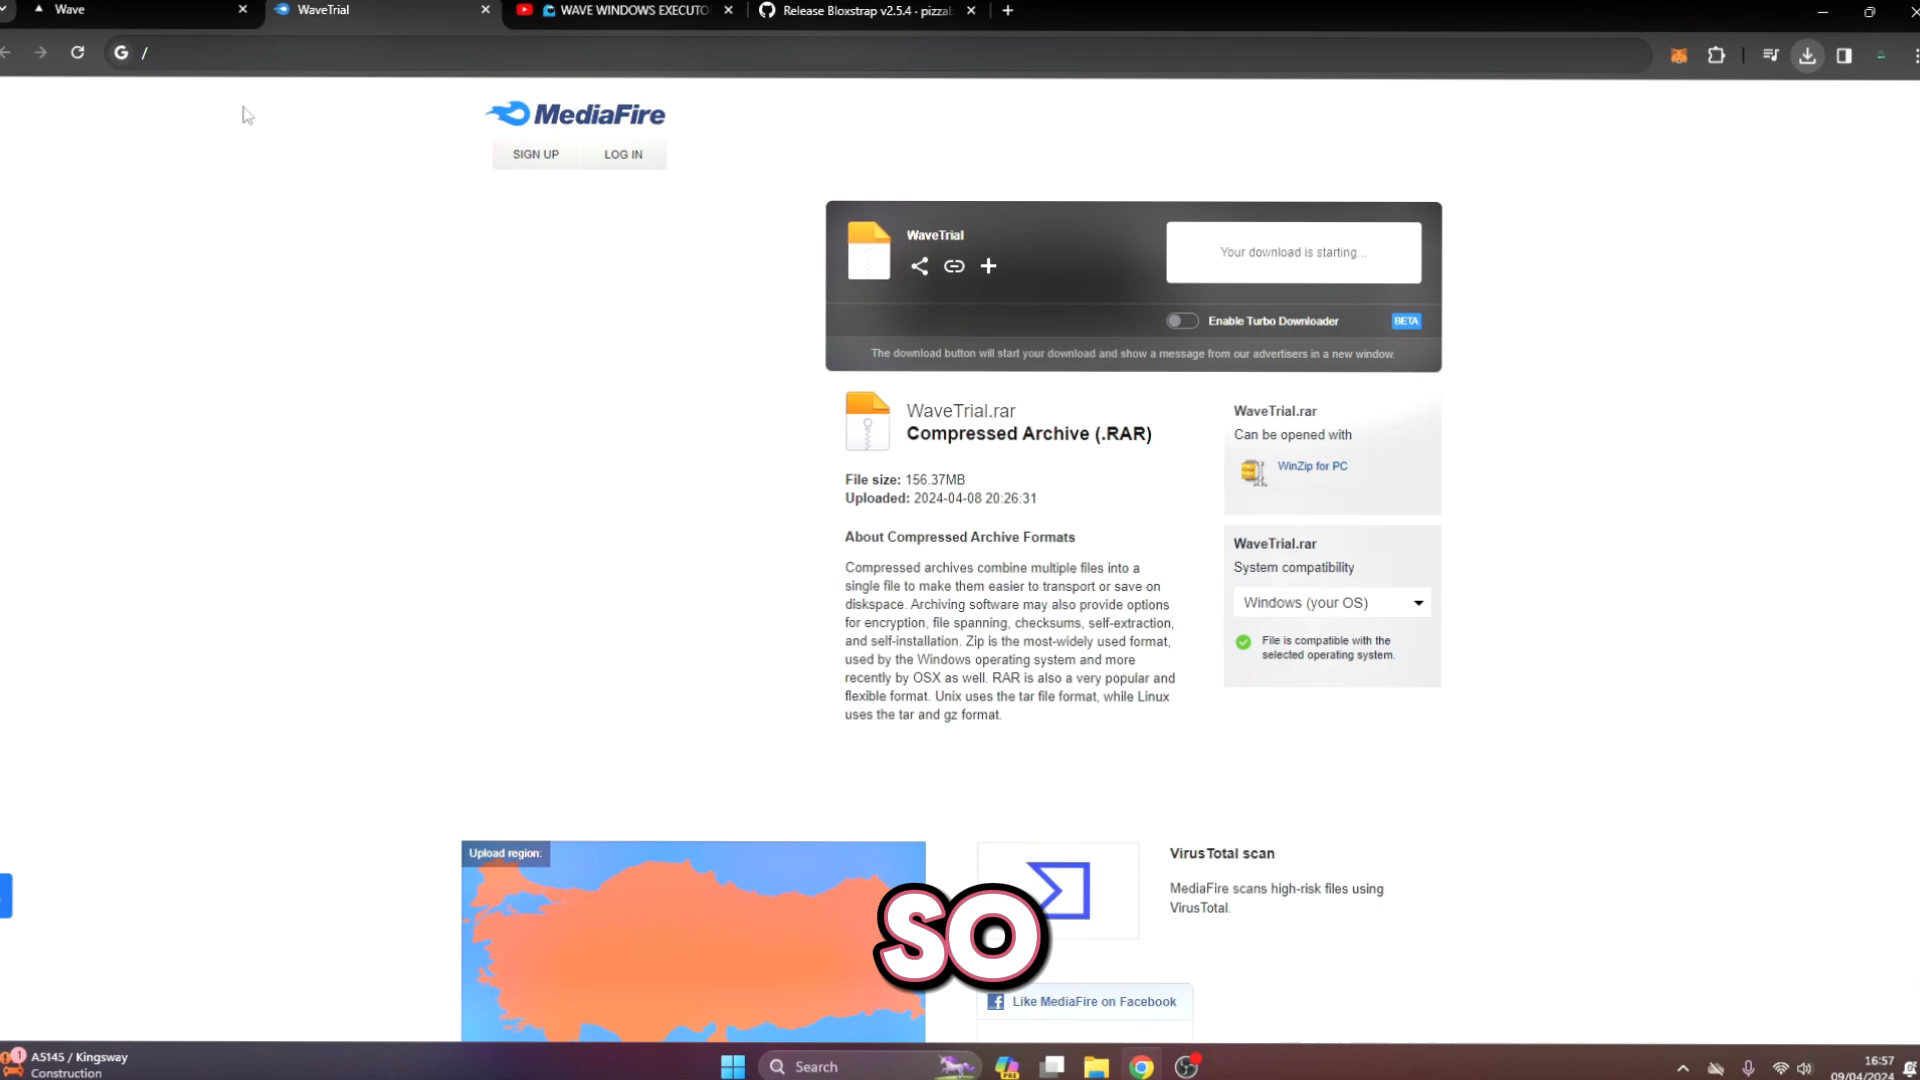 Wave
WaveTrial
WAVE WINDOWS EXECUTO
Release Bloxstrap v2.5.4 · pizzab
/
MediaFire
SIGN UP
LOG IN
WaveTrial
Your download is starting...
Enable Turbo Downloader
BETA
The download button will start your download and show a message from our advertisers in a new window.
WaveTrial.rar
Compressed Archive (.RAR)
File size: 156.37MB
Uploaded: 2024-04-08 20:26:31
About Compressed Archive Formats
Compressed archives combine multiple files into a
single file to make them easier to transport or save on
diskspace. Archiving software may also provide options
for encryption, file spanning, checksums, self-extraction,
and self-installation. Zip is the most-widely used format,
used by the Windows operating system and more
recently by OSX as well. RAR is also a very popular and
flexible format. Unix uses the tar file format, while Linux
uses the tar and gz format.
WaveTrial.rar
Can be opened with
WinZip for PC
WaveTrial.rar
System compatibility
Windows (your OS)
File is compatible with the
selected operating system.
Upload region:
VirusTotal scan
MediaFire scans high-risk files using
VirusTotal.
SO
Like MediaFire on Facebook
1
A5145 / Kingsway
Construction
Search
PRE
16:57
09/04/2024